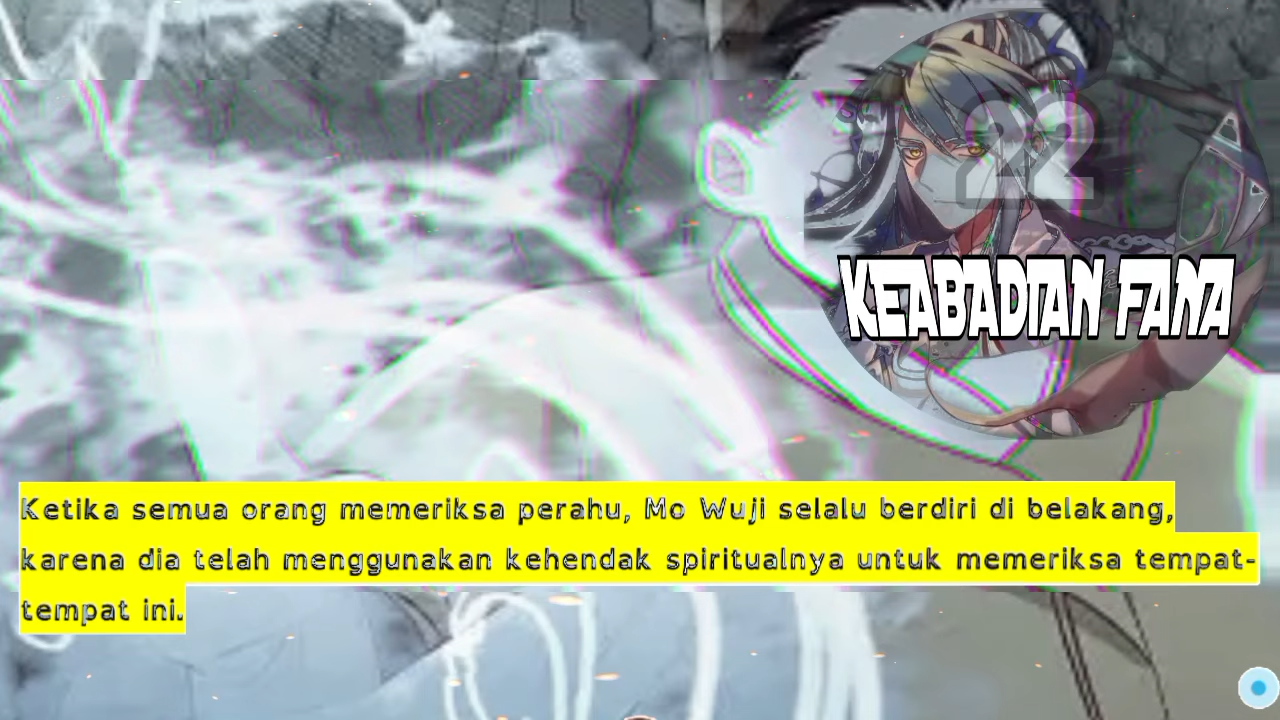 22
KEABADIAN FANA
Ketika semua orang memeriksa perahu, Mo Wuji selalu berdiri di belakang,
karena dia telah menggunakan kehendak spiritualnya untuk memeriksa tempat-
tempat ini.